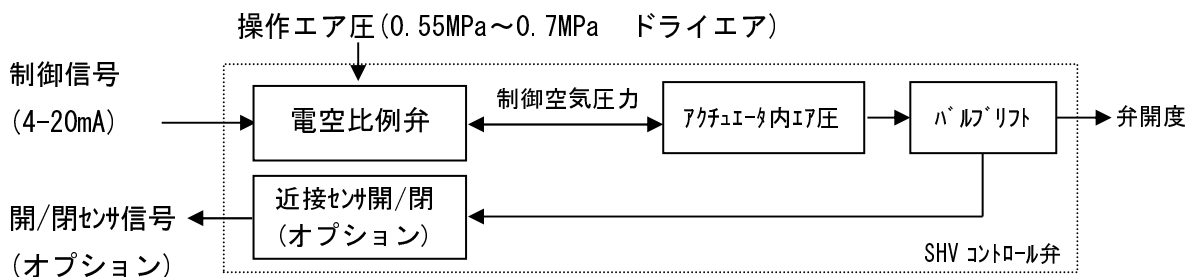 操作エア圧(0.55MPa～0.7MPa　ドライエア)
制御信号
(4-20mA)
電空比例弁
制御空気圧力
ｱｸﾁｭｴｰﾀ内エア圧
ﾊﾞﾙﾌﾞﾘﾌﾄ
弁開度
開/閉ｾﾝｻ信号
(オプション)
近接ｾﾝｻ開/閉
(オプション)
SHV ｺﾝﾄﾛｰﾙ弁